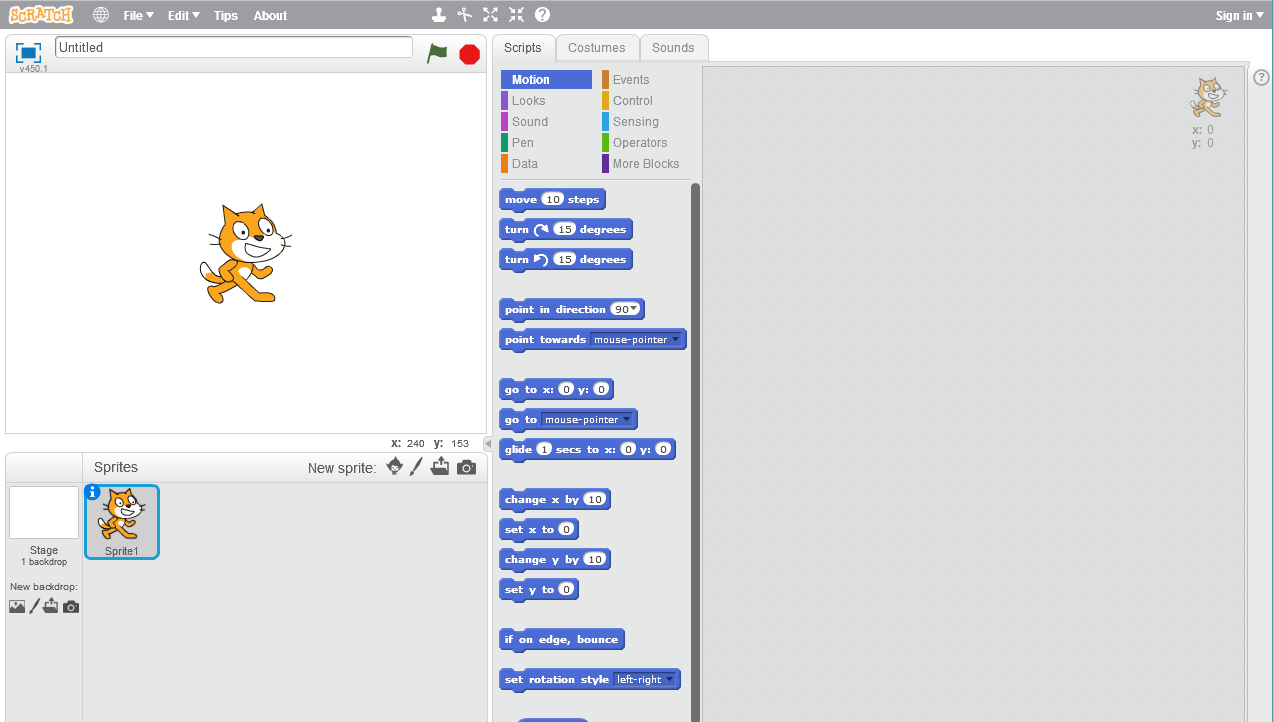 SCRATCH File Edit Tips About Sign in
Untitled
v450.1
x: 240 y: 153
Sprites New sprite:
Stage
1 backdrop
New backdrop:
Sprite1
Scripts Costumes Sounds
Motion Events
Looks Control
Sound Sensing
Pen Operators
Data More Blocks
move 10 steps
turn 15 degrees
turn 15 degrees
point in direction 90
point towards mouse-pointer
go to x: 0 y: 0
go to mouse-pointer
glide 1 secs to x: 0 y: 0
change x by 10
set x to 0
change y by 10
set y to 0
if on edge, bounce
set rotation style left-right
x: 0
y: 0